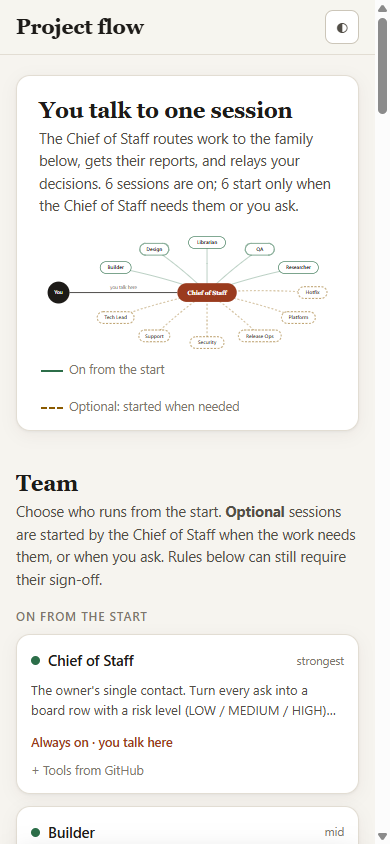 Project flow
You talk to one session
The Chief of Staff routes work to the family
below, gets their reports, and relays your
decisions. 6 sessions are on; 6 start only when
the Chief of Staff needs them or you ask.
Librarian
Design
QA
Builder
Researcher
You
you talk here
Chief of Staff
Hotfix
Tech Lead
Platform
Support
Release Ops
Security
On from the start
Optional: started when needed
Team
Choose who runs from the start. Optional sessions
are started by the Chief of Staff when the work needs
them, or when you ask. Rules below can still require
their sign-off.
ON FROM THE START
Chief of Staff
strongest
The owner's single contact. Turn every ask into a
board row with a risk level (LOW / MEDIUM / HIGH)...
Always on · you talk here
+ Tools from GitHub
Builder
mid